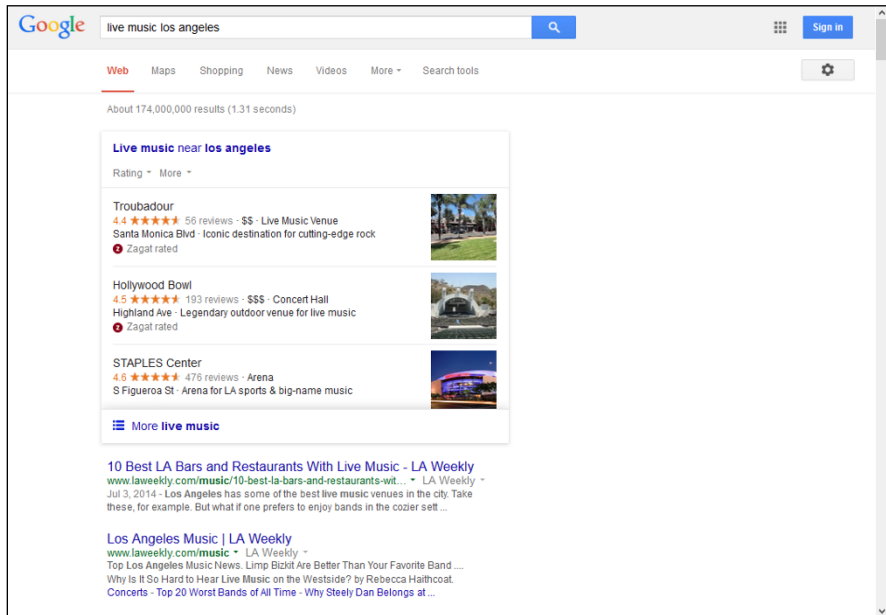 Google
live music los angeles
Sign in
Web Maps Shopping News Videos More Search tools
About 174,000,000 results (1.31 seconds)
Live music near los angeles
Rating More
Troubadour
4.4 ★★★★★ 56 reviews · $$ · Live Music Venue
Santa Monica Blvd · Iconic destination for cutting-edge rock
Zagat rated
Hollywood Bowl
4.5 ★★★★★ 193 reviews · $$$ · Concert Hall
Highland Ave · Legendary outdoor venue for live music
Zagat rated
STAPLES Center
4.6 ★★★★★ 476 reviews · Arena
S Figueroa St · Arena for LA sports & big-name music
More live music
10 Best LA Bars and Restaurants With Live Music - LA Weekly
www.laweekly.com/music/10-best-la-bars-and-restaurants-wit... LA Weekly
Jul 3, 2014 - Los Angeles has some of the best live music venues in the city. Take
these, for example. But what if one prefers to enjoy bands in the cozier sett ...
Los Angeles Music | LA Weekly
www.laweekly.com/music LA Weekly
Top Los Angeles Music News. Limp Bizkit Are Better Than Your Favorite Band ....
Why Is It So Hard to Hear Live Music on the Westside? by Rebecca Haithcoat.
Concerts - Top 20 Worst Bands of All Time - Why Steely Dan Belongs at ...